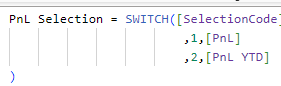 PnL Selection = SWITCH([SelectionCode]
,1,[PnL]
,2,[PnL YTD]
)